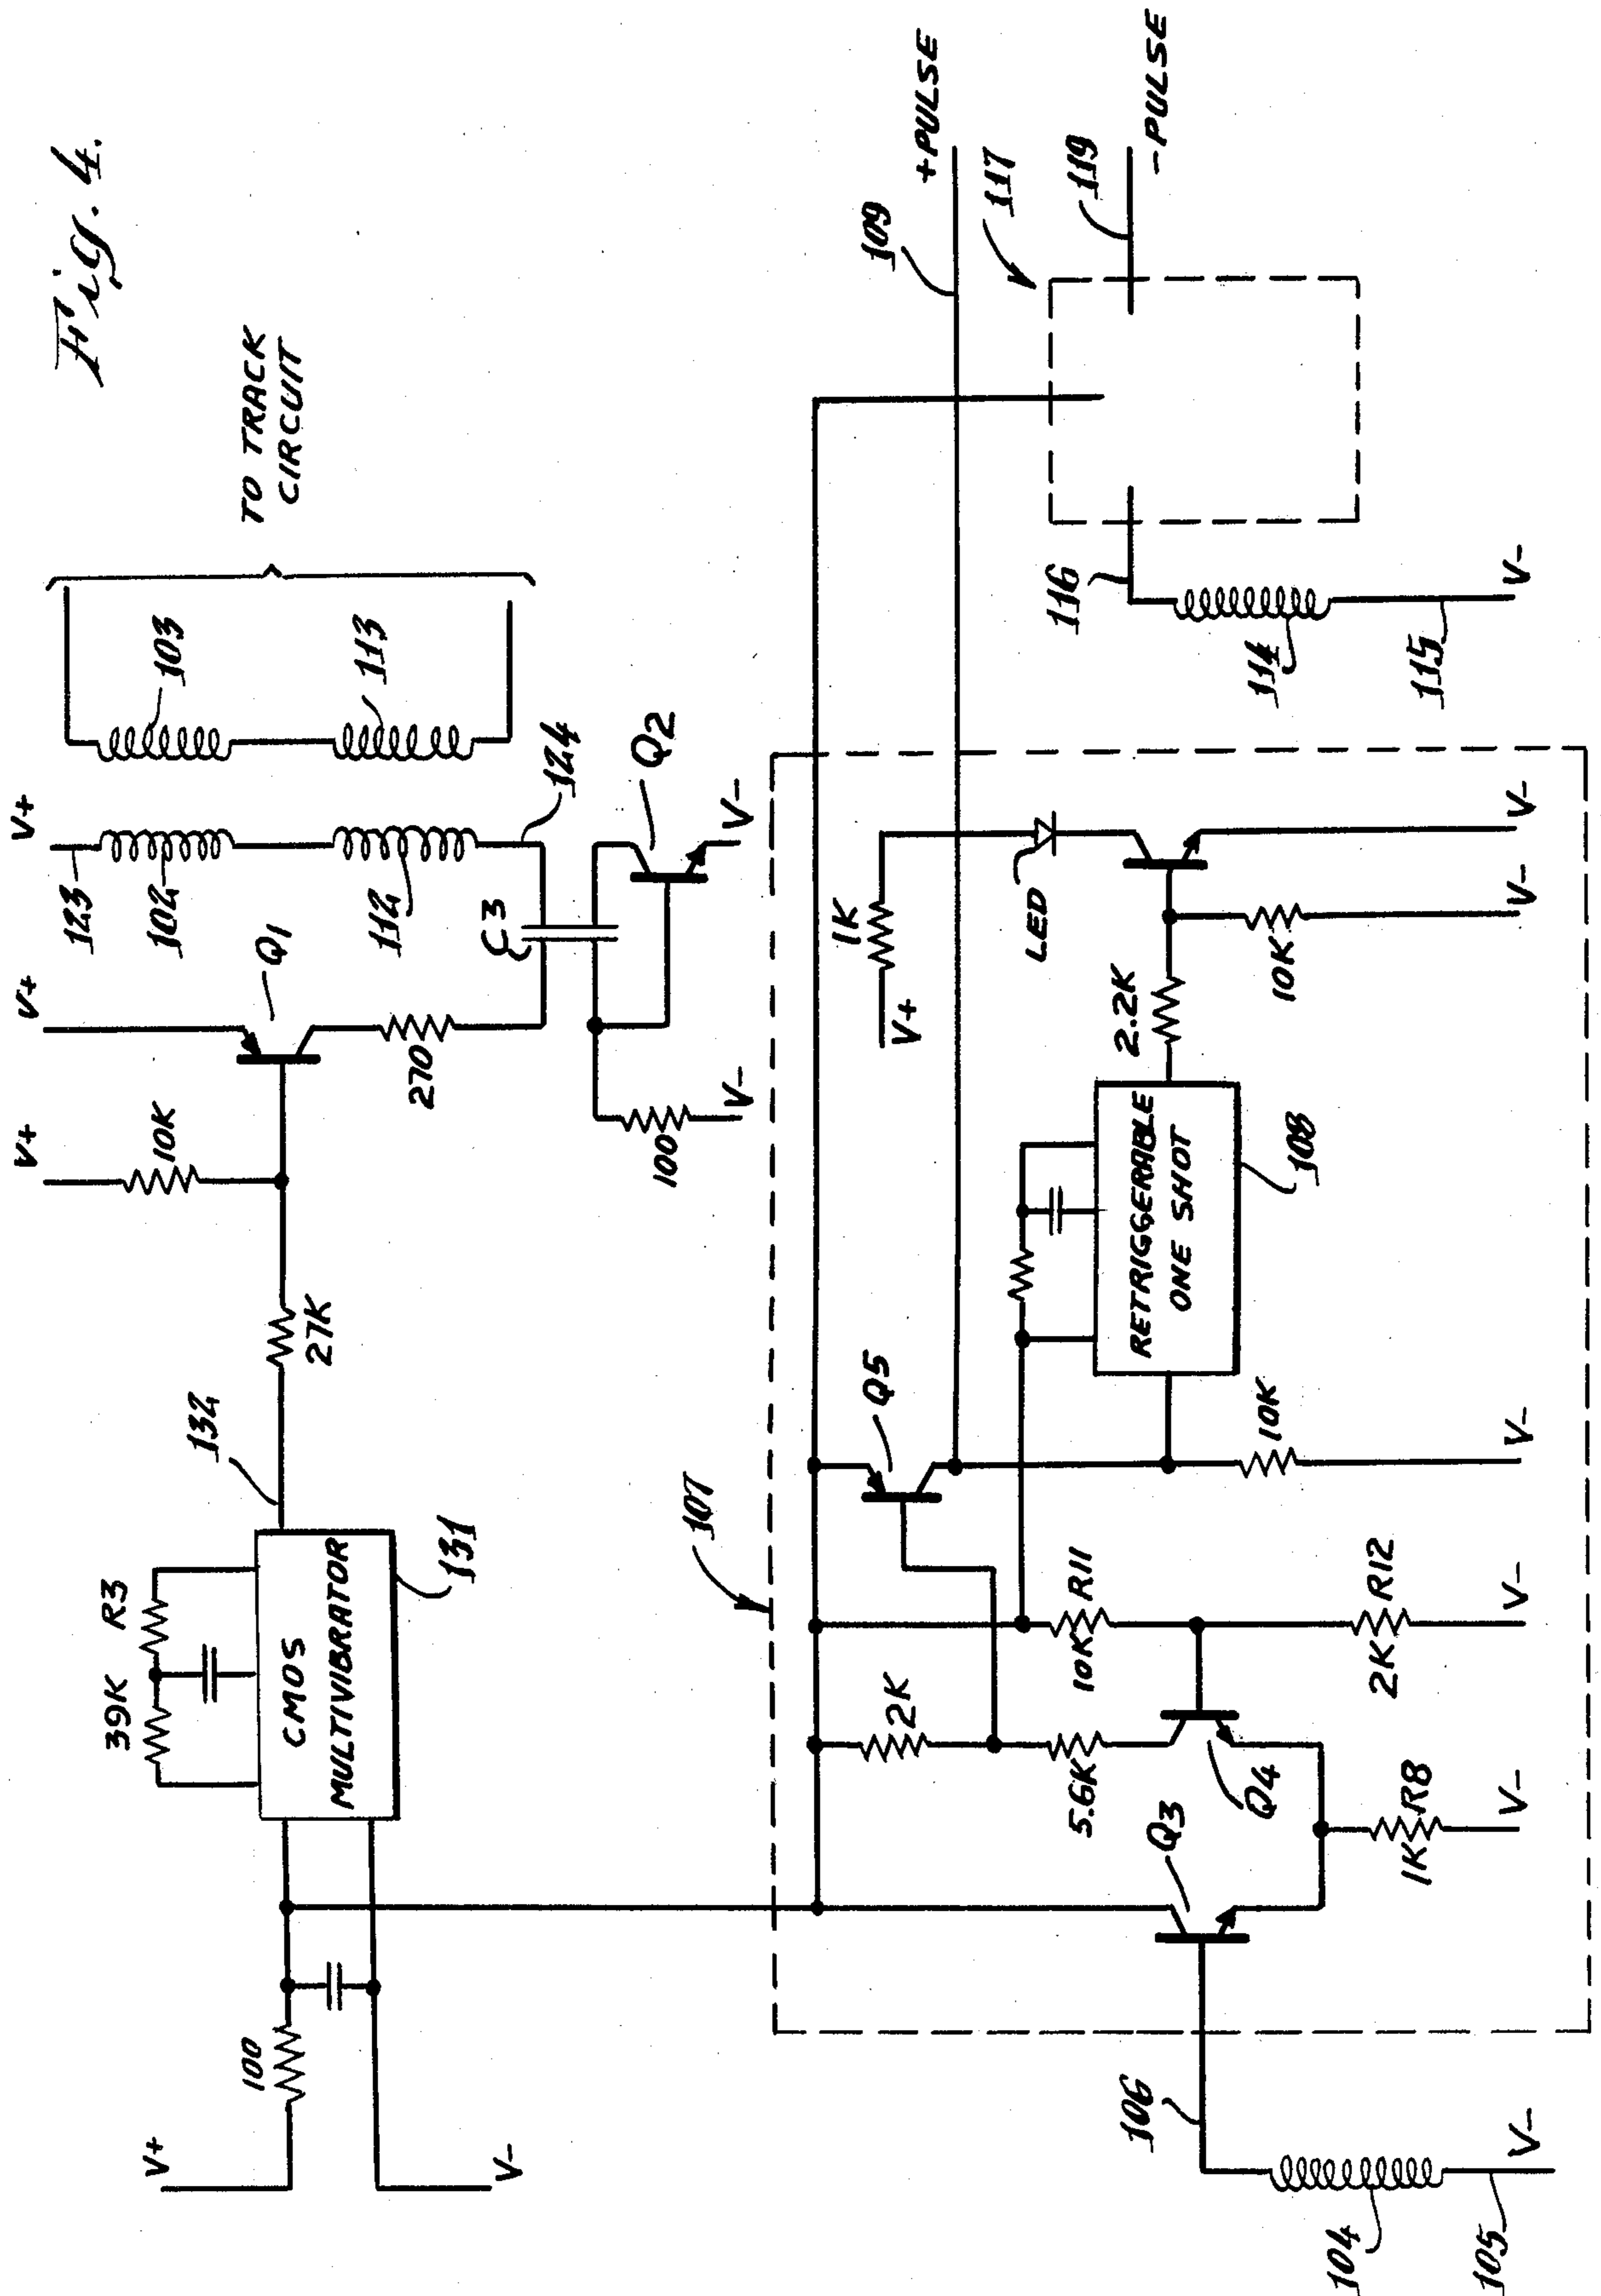 Fig. 4.
V+
100
V-
39K
R3
CMOS
MULTIVIBRATOR
131
132
27K
V+
10K
V+
Q1
270
V+
123
102
112
C3
124
100
V-
Q2
V-
103
113
TO TRACK
CIRCUIT
107
104
105
V-
106
Q3
1K
R8
V-
2K
5.6K
Q4
10K
R11
2K
R12
V-
Q5
10K
V-
RETRIGGERABLE
ONE SHOT
108
2.2K
V+
1K
LED
10K
V-
V-
109
+PULSE
117
116
114
115
V-
119
-PULSE